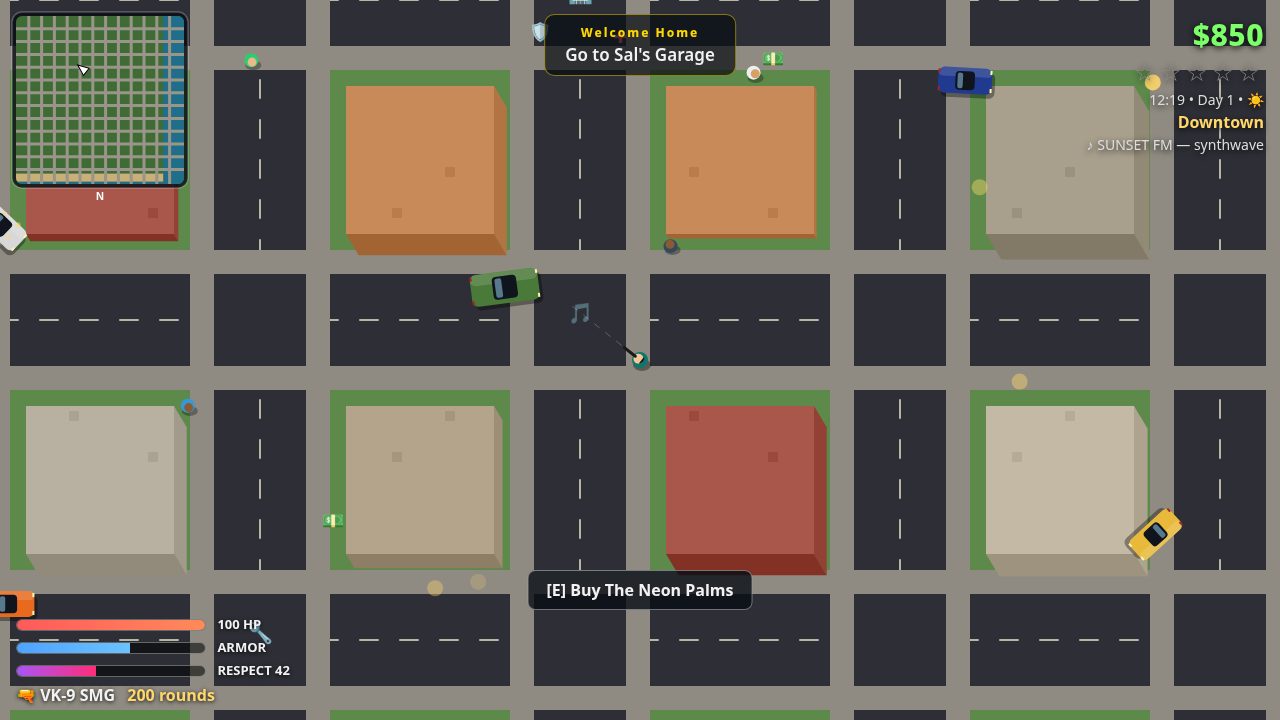 Welcome Home
Go to Sal's Garage
$850
12:19 • Day 1 •
Downtown
♪ SUNSET FM — synthwave
N
[E] Buy The Neon Palms
100 HP
ARMOR
RESPECT 42
VK-9 SMG 200 rounds